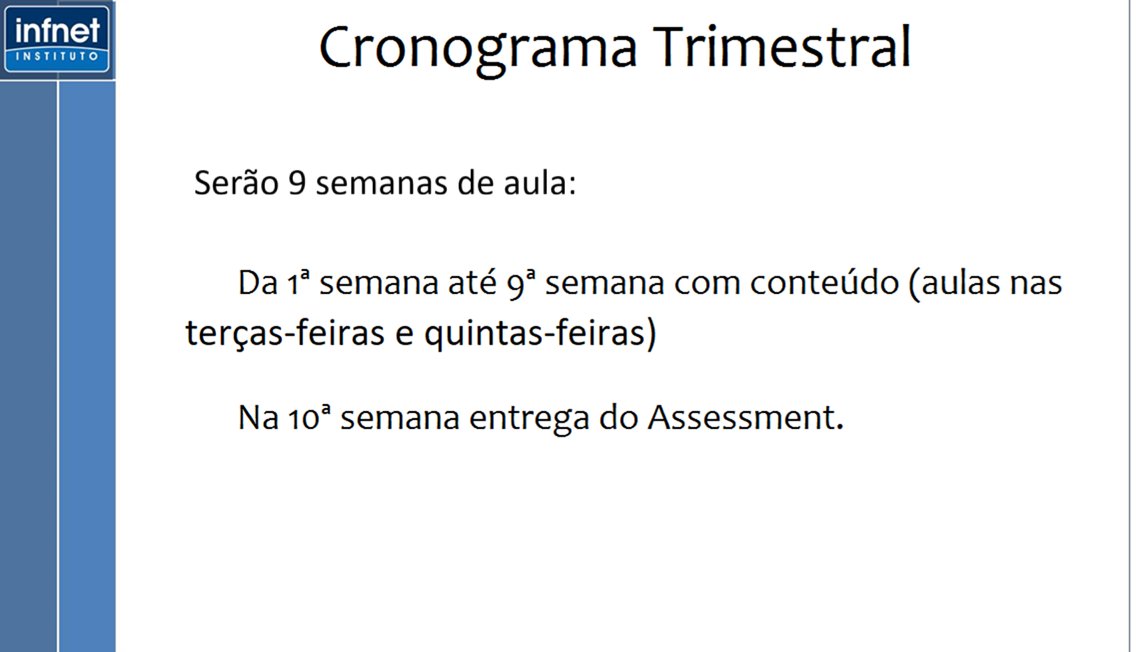 infnet
INSTITUTO
Cronograma Trimestral
Serão 9 semanas de aula:
Da 1ª semana até 9ª semana com conteúdo (aulas nas
terças-feiras e quintas-feiras)
Na 10ª semana entrega do Assessment.